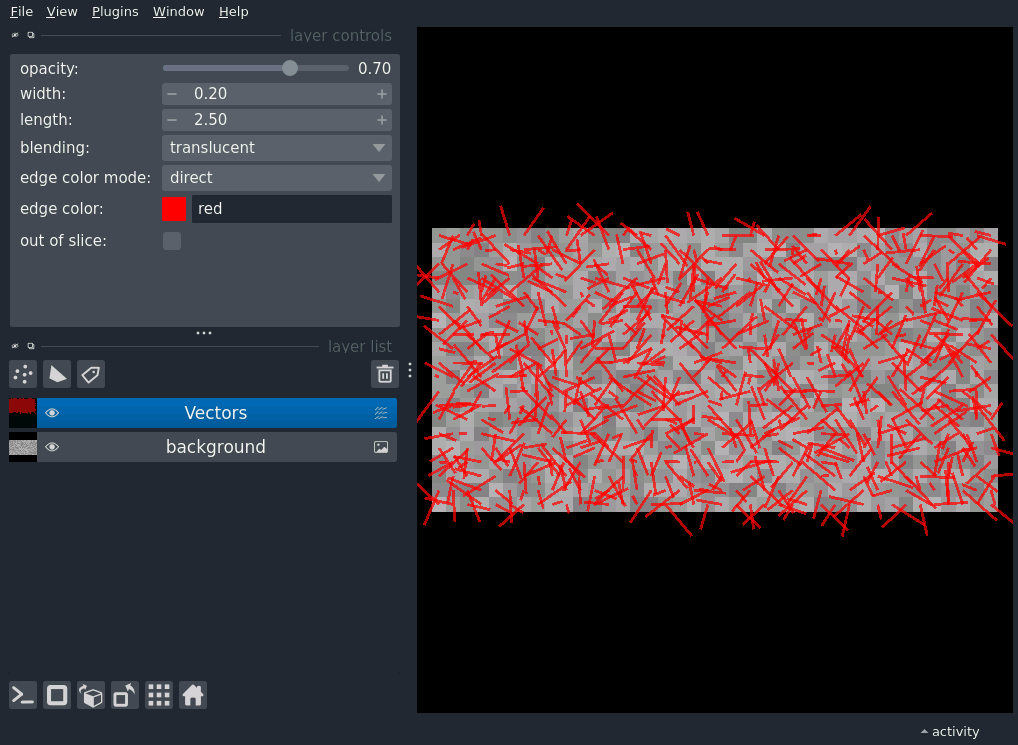 File View Plugins Window Help
layer controls
opacity: 0.70
width: − 0.20 +
length: − 2.50 +
blending: translucent
edge color mode: direct
edge color: red
out of slice:
layer list
Vectors
background
activity